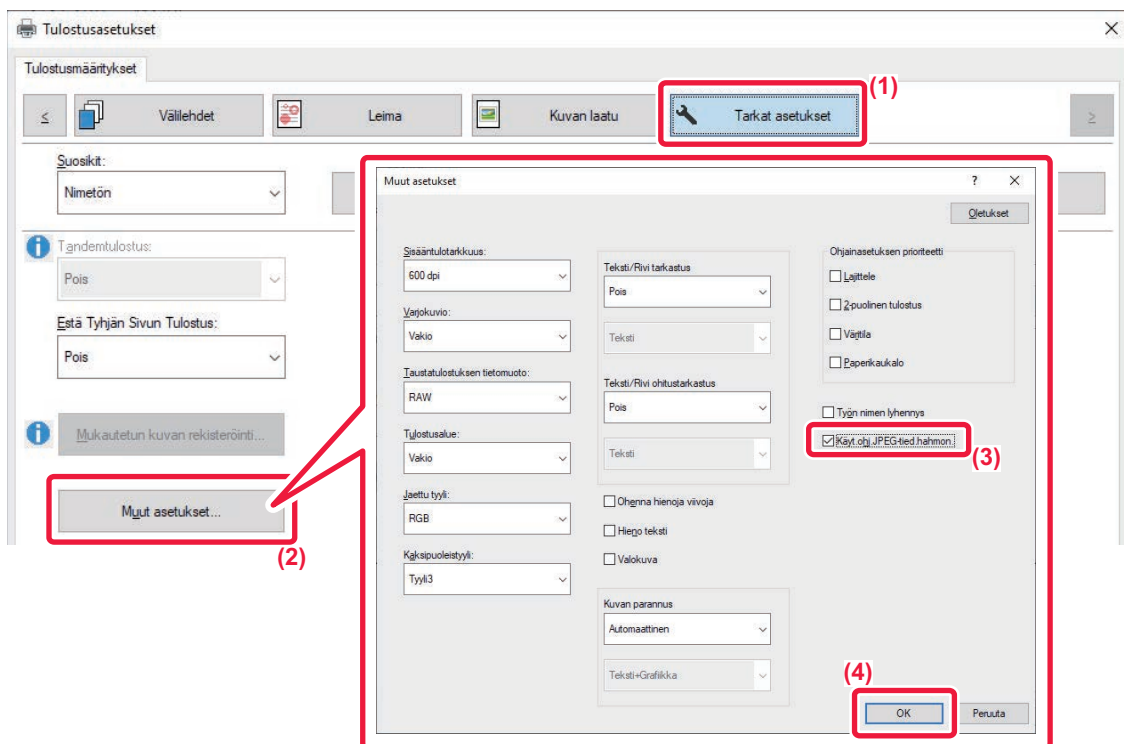 Tulostusasetukset
Tulostusmääritykset
(1)
<
Välilehdet
Leima
Kuvan laatu
Tarkat asetukset
>
Suosikit:
Nimetön
Tandemtulostus:
Pois
Estä Tyhjän Sivun Tulostus:
Pois
Mukautetun kuvan rekisteröinti...
Muut asetukset...
(2)
Muut asetukset
?
Oletukset
Sisääntulotarkkuus:
600 dpi
Varjokuvio:
Vakio
Taustatulostuksen tietomuoto:
RAW
Tulostusalue:
Vakio
Jaettu tyyli:
RGB
Kaksipuoleistyyli:
Tyyli3
Teksti/Rivi tarkastus
Pois
Teksti
Teksti/Rivi ohitustarkastus
Pois
Teksti
Ohenna hienoja viivoja
Hieno teksti
Valokuva
Kuvan parannus
Automaattinen
Teksti+Grafiikka
Ohjainasetuksen prioriteetti
Lajittele
2-puolinen tulostus
Väritila
Paperikaukalo
Työn nimen lyhennys
Käyt.ohj.JPEG-tied.hahmon.
(3)
(4)
OK
Peruuta